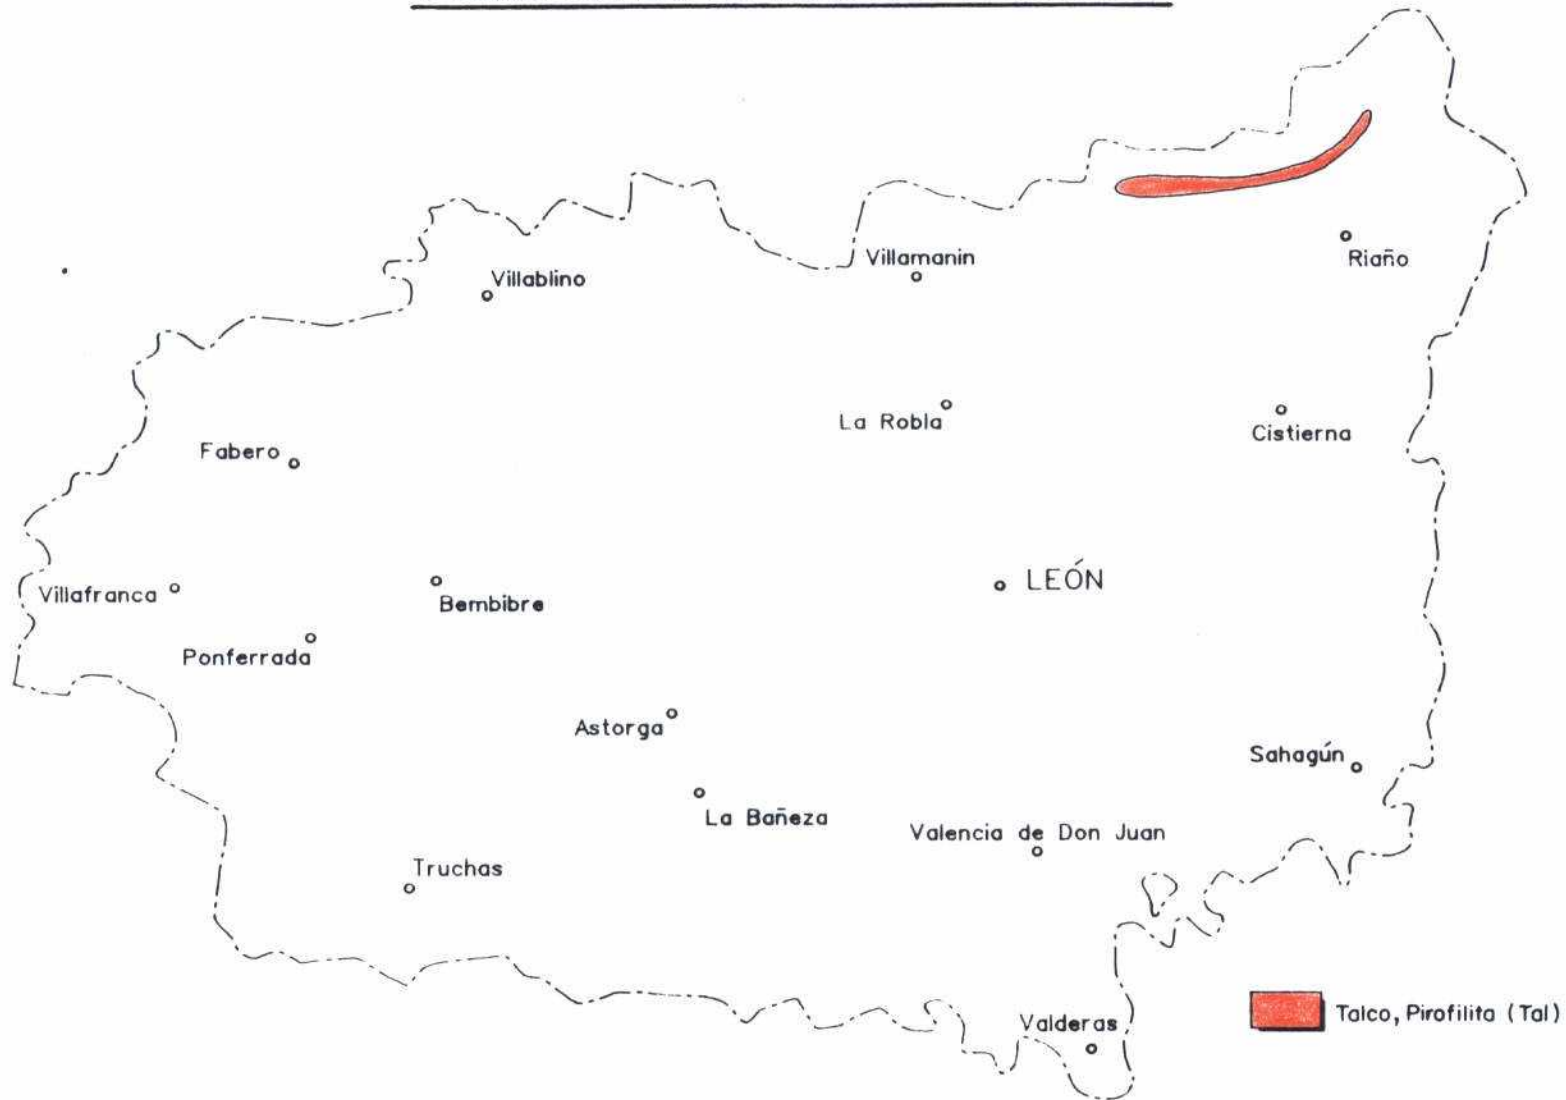 Villamanin
Riaño
Villablino
La Robla
Cistierna
Fabero
LEÓN
Villafranca
Bembibre
Ponferrada
Astorga
Sahagún
La Bañeza
Valencia de Don Juan
Truchas
Talco, Pirofilita (Tal)
Valderas